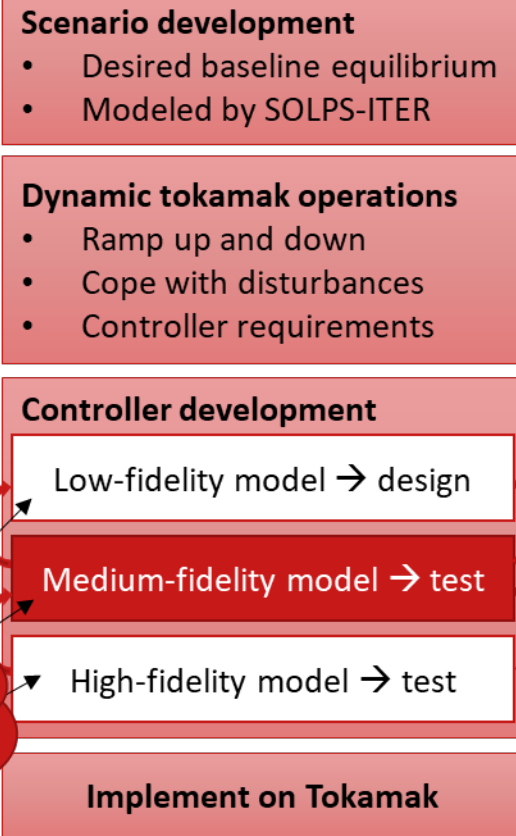 Scenario development
• Desired baseline equilibrium
• Modeled by SOLPS-ITER
Dynamic tokamak operations
• Ramp up and down
• Cope with disturbances
• Controller requirements
Controller development
Low-fidelity model → design
Medium-fidelity model → test
High-fidelity model → test
Implement on Tokamak